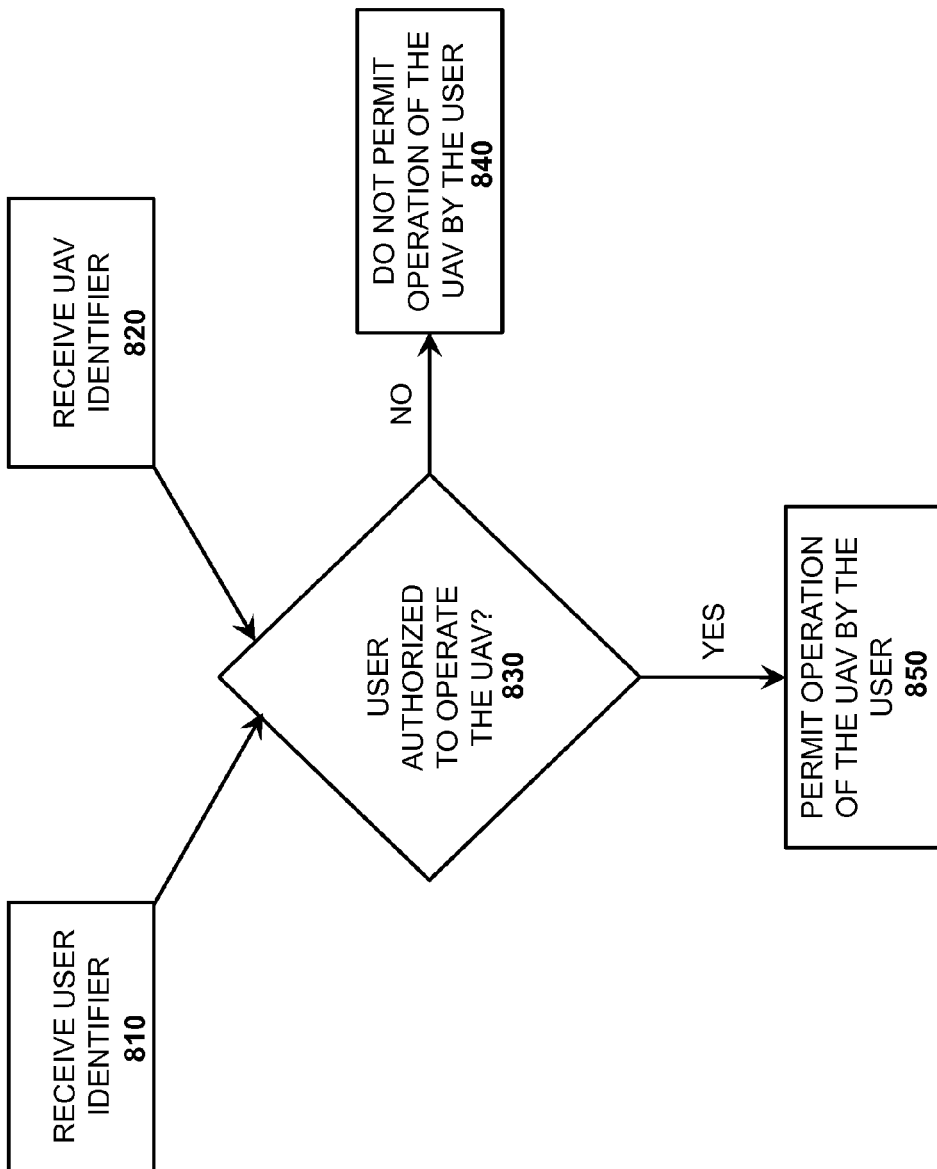 RECEIVE USER
IDENTIFIER
810
RECEIVE UAV
IDENTIFIER
820
USER
AUTHORIZED
TO OPERATE
THE UAV?
830
NO
DO NOT PERMIT
OPERATION OF THE
UAV BY THE USER
840
YES
PERMIT OPERATION
OF THE UAV BY THE
USER
850